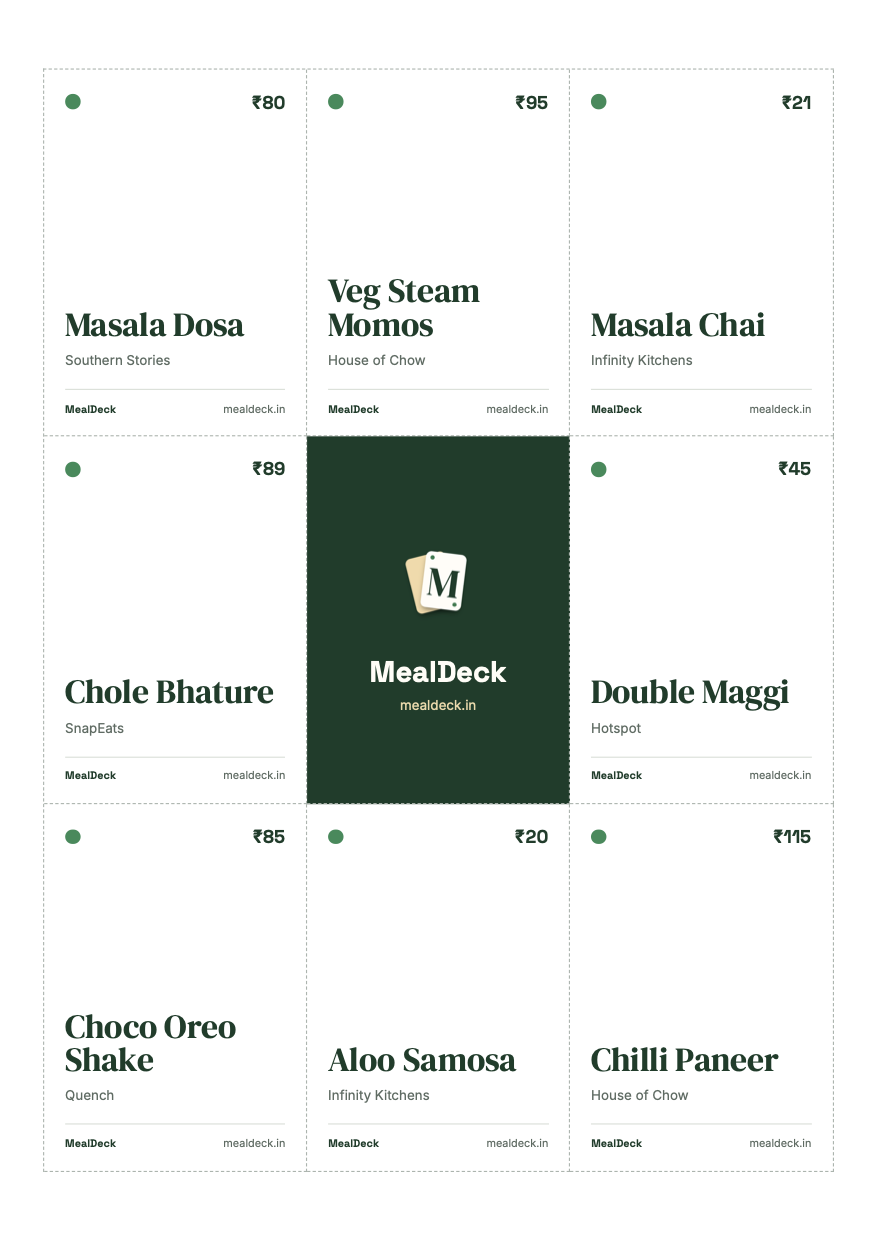 ₹80
Masala Dosa
Southern Stories
MealDeck mealdeck.in
₹95
Veg Steam
Momos
House of Chow
MealDeck mealdeck.in
₹21
Masala Chai
Infinity Kitchens
MealDeck mealdeck.in
₹89
Chole Bhature
SnapEats
MealDeck mealdeck.in
M
MealDeck
mealdeck.in
₹45
Double Maggi
Hotspot
MealDeck mealdeck.in
₹85
Choco Oreo
Shake
Quench
MealDeck mealdeck.in
₹20
Aloo Samosa
Infinity Kitchens
MealDeck mealdeck.in
₹115
Chilli Paneer
House of Chow
MealDeck mealdeck.in